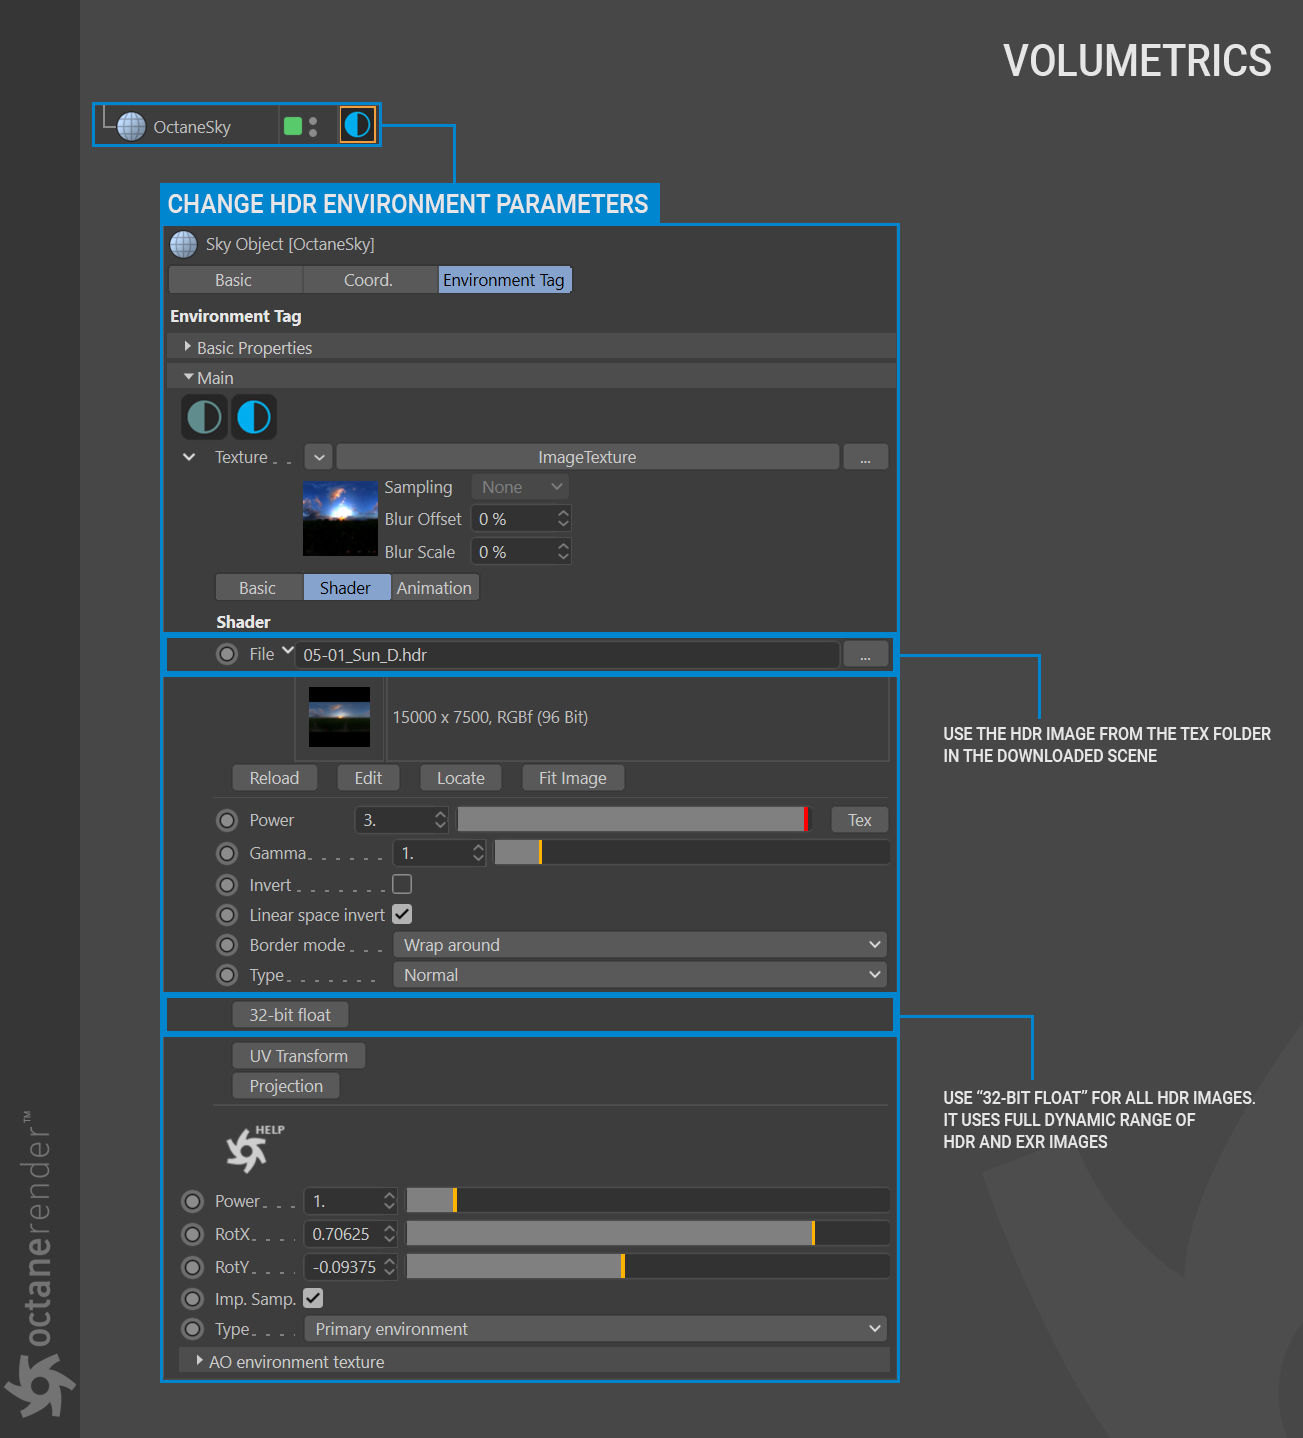 VOLUMETRICS
OctaneSky
CHANGE HDR ENVIRONMENT PARAMETERS
Sky Object [OctaneSky]
Basic Coord. Environment Tag
Environment Tag
Basic Properties
Main
Texture ImageTexture ...
Sampling None
Blur Offset 0 %
Blur Scale 0 %
Basic Shader Animation
Shader
File 05-01_Sun_D.hdr ...
15000 x 7500, RGBf (96 Bit)
USE THE HDR IMAGE FROM THE TEX FOLDER
IN THE DOWNLOADED SCENE
Reload Edit Locate Fit Image
Power 3. Tex
Gamma 1.
Invert
Linear space invert
Border mode Wrap around
Type Normal
32-bit float
UV Transform
Projection
USE “32-BIT FLOAT” FOR ALL HDR IMAGES.
IT USES FULL DYNAMIC RANGE OF
HDR AND EXR IMAGES
HELP
Power 1.
RotX 0.70625
RotY -0.09375
Imp. Samp.
Type Primary environment
AO environment texture
octanerender™